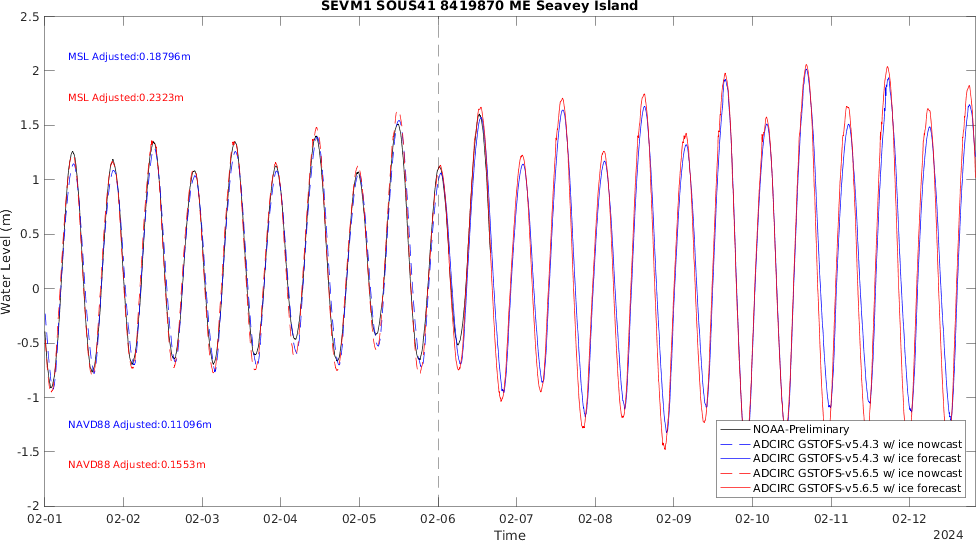 SEVM1 SOUS41 8419870 ME Seavey Island
2.5
2
1.5
1
0.5
0
-0.5
-1
-1.5
-2
Water Level (m)
MSL Adjusted:0.18796m
MSL Adjusted:0.2323m
NAVD88 Adjusted:0.11096m
NAVD88 Adjusted:0.1553m
NOAA-Preliminary
ADCIRC GSTOFS-v5.4.3 w/ ice nowcast
ADCIRC GSTOFS-v5.4.3 w/ ice forecast
ADCIRC GSTOFS-v5.6.5 w/ ice nowcast
ADCIRC GSTOFS-v5.6.5 w/ ice forecast
02-01 02-02 02-03 02-04 02-05 02-06 02-07 02-08 02-09 02-10 02-11 02-12
Time
2024